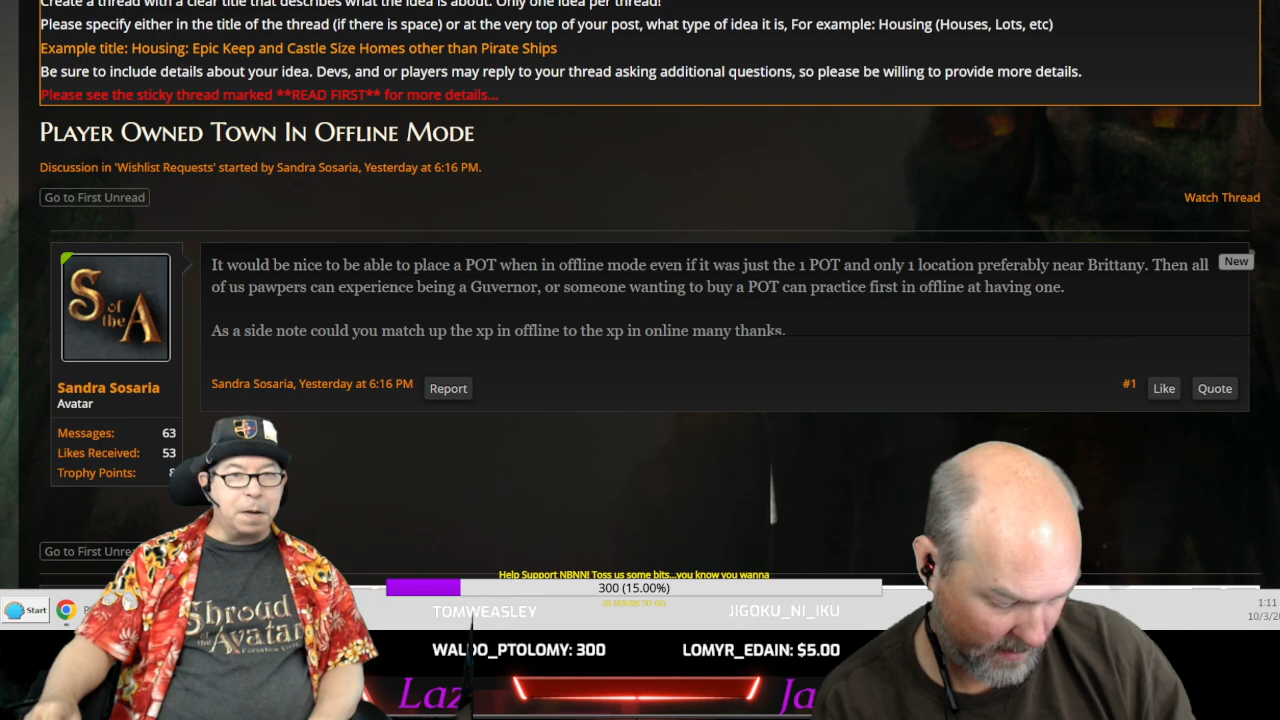 Create a thread with a clear title that describes what the idea is about. Only one idea per thread!
Please specify either in the title of the thread (if there is space) or at the very top of your post, what type of idea it is, For example: Housing (Houses, Lots, etc)
Example title: Housing: Epic Keep and Castle Size Homes other than Pirate Ships
Be sure to include details about your idea. Devs, and or players may reply to your thread asking additional questions, so please be willing to provide more details.
Please see the sticky thread marked **READ FIRST** for more details...
Player Owned Town In Offline Mode
Discussion in 'Wishlist Requests' started by Sandra Sosaria, Yesterday at 6:16 PM.
Go to First Unread
Watch Thread
It would be nice to be able to place a POT when in offline mode even if it was just the 1 POT and only 1 location preferably near Brittany. Then all
New
of us pawpers can experience being a Guvernor, or someone wanting to buy a POT can practice first in offline at having one.
As a side note could you match up the xp in offline to the xp in online many thanks.
S of the A
Sandra Sosaria
Avatar
Sandra Sosaria, Yesterday at 6:16 PM
Report
#1
Like
Quote
Messages: 63
Likes Received: 53
Trophy Points: 8
Go to First Unre
Help Support NBNN! Toss us some bits...you know you wanna
300 (15.00%)
Start
TOMWEASLEY
JIGOKU_NI_IKU
1:11
10/3/20
Shroud
of the Avatar
WALDO_PTOLOMY: 300
LOMYR_EDAIN: $5.00
Laz
Ja